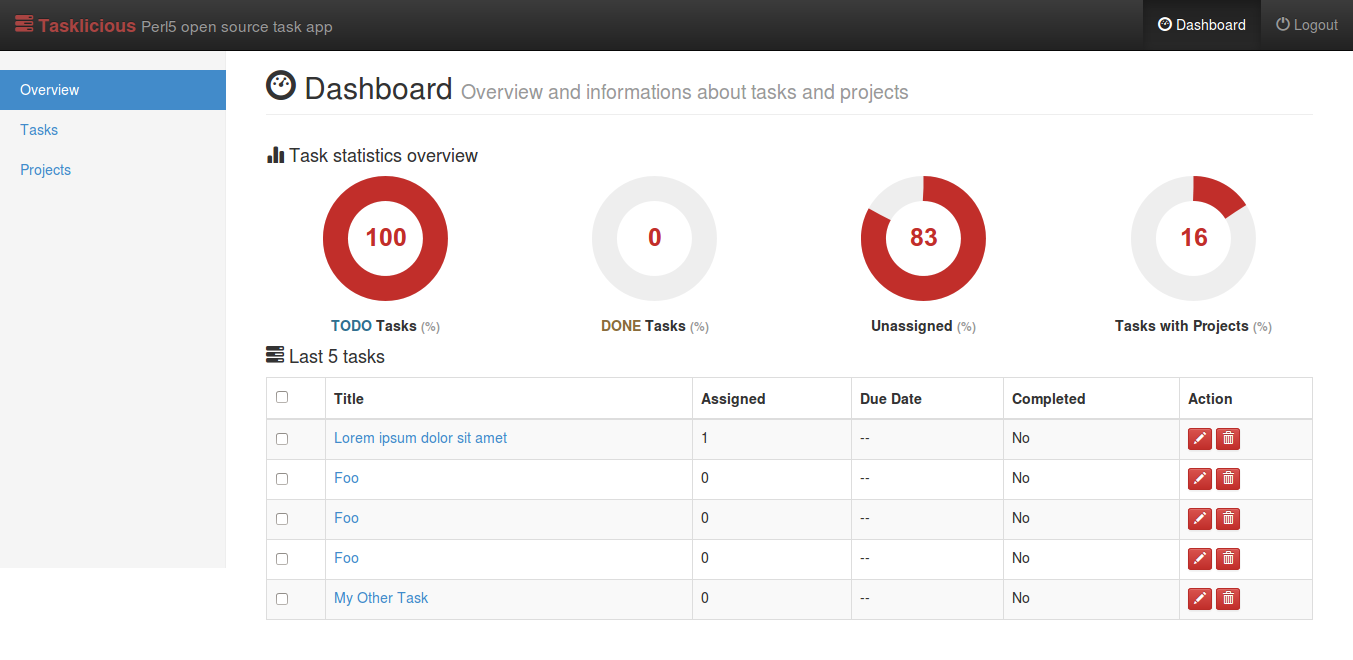 Tasklicious Perl5 open source task app Dashboard Logout
Overview
Tasks
Projects
Dashboard Overview and informations about tasks and projects
Task statistics overview
100 0 83 16
TODO Tasks (%) DONE Tasks (%) Unassigned (%) Tasks with Projects (%)
Last 5 tasks
Title Assigned Due Date Completed Action
Lorem ipsum dolor sit amet 1 -- No
Foo 0 -- No
Foo 0 -- No
Foo 0 -- No
My Other Task 0 -- No